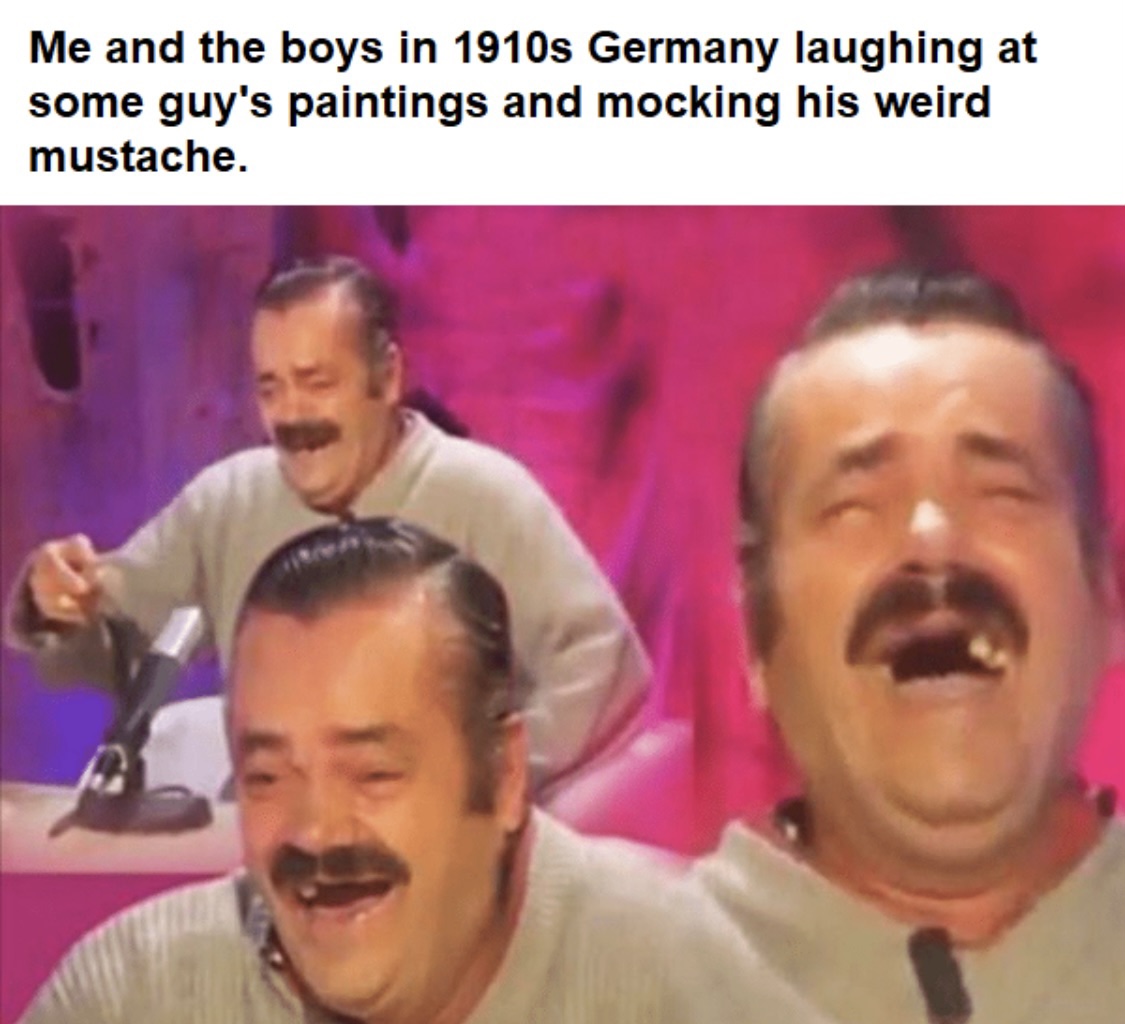 Me and the boys in 1910s Germany laughing at
some guy's paintings and mocking his weird
mustache.